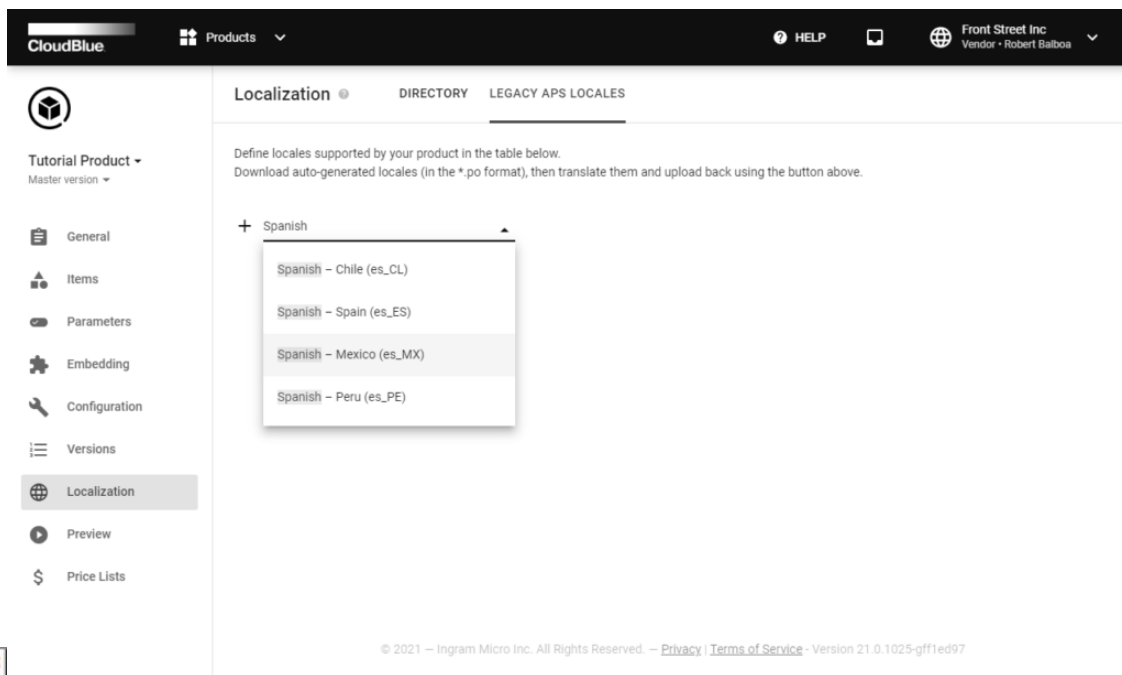 CloudBlue
Products
HELP
Front Street Inc
Vendor • Robert Balboa
Tutorial Product
Master version
General
Items
Parameters
Embedding
Configuration
Versions
Localization
Preview
Price Lists
Localization
DIRECTORY
LEGACY APS LOCALES
Define locales supported by your product in the table below.
Download auto-generated locales (in the *.po format), then translate them and upload back using the button above.
Spanish
Spanish – Chile (es_CL)
Spanish – Spain (es_ES)
Spanish – Mexico (es_MX)
Spanish – Peru (es_PE)
© 2021 – Ingram Micro Inc. All Rights Reserved. – Privacy | Terms of Service - Version 21.0.1025-gff1ed97